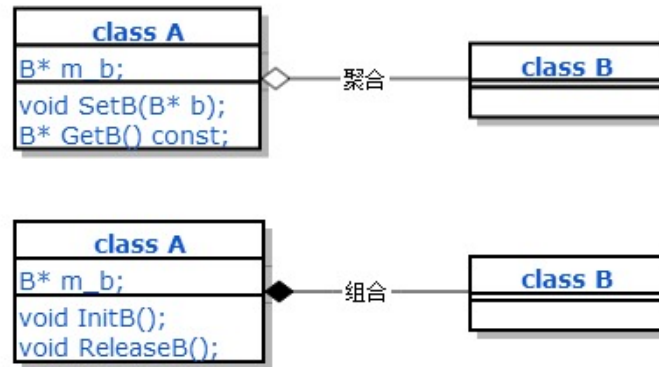 class A
B* m_b;
void SetB(B* b);
B* GetB() const;
聚合
class B
class A
B* m_b;
void InitB();
void ReleaseB();
组合
class B